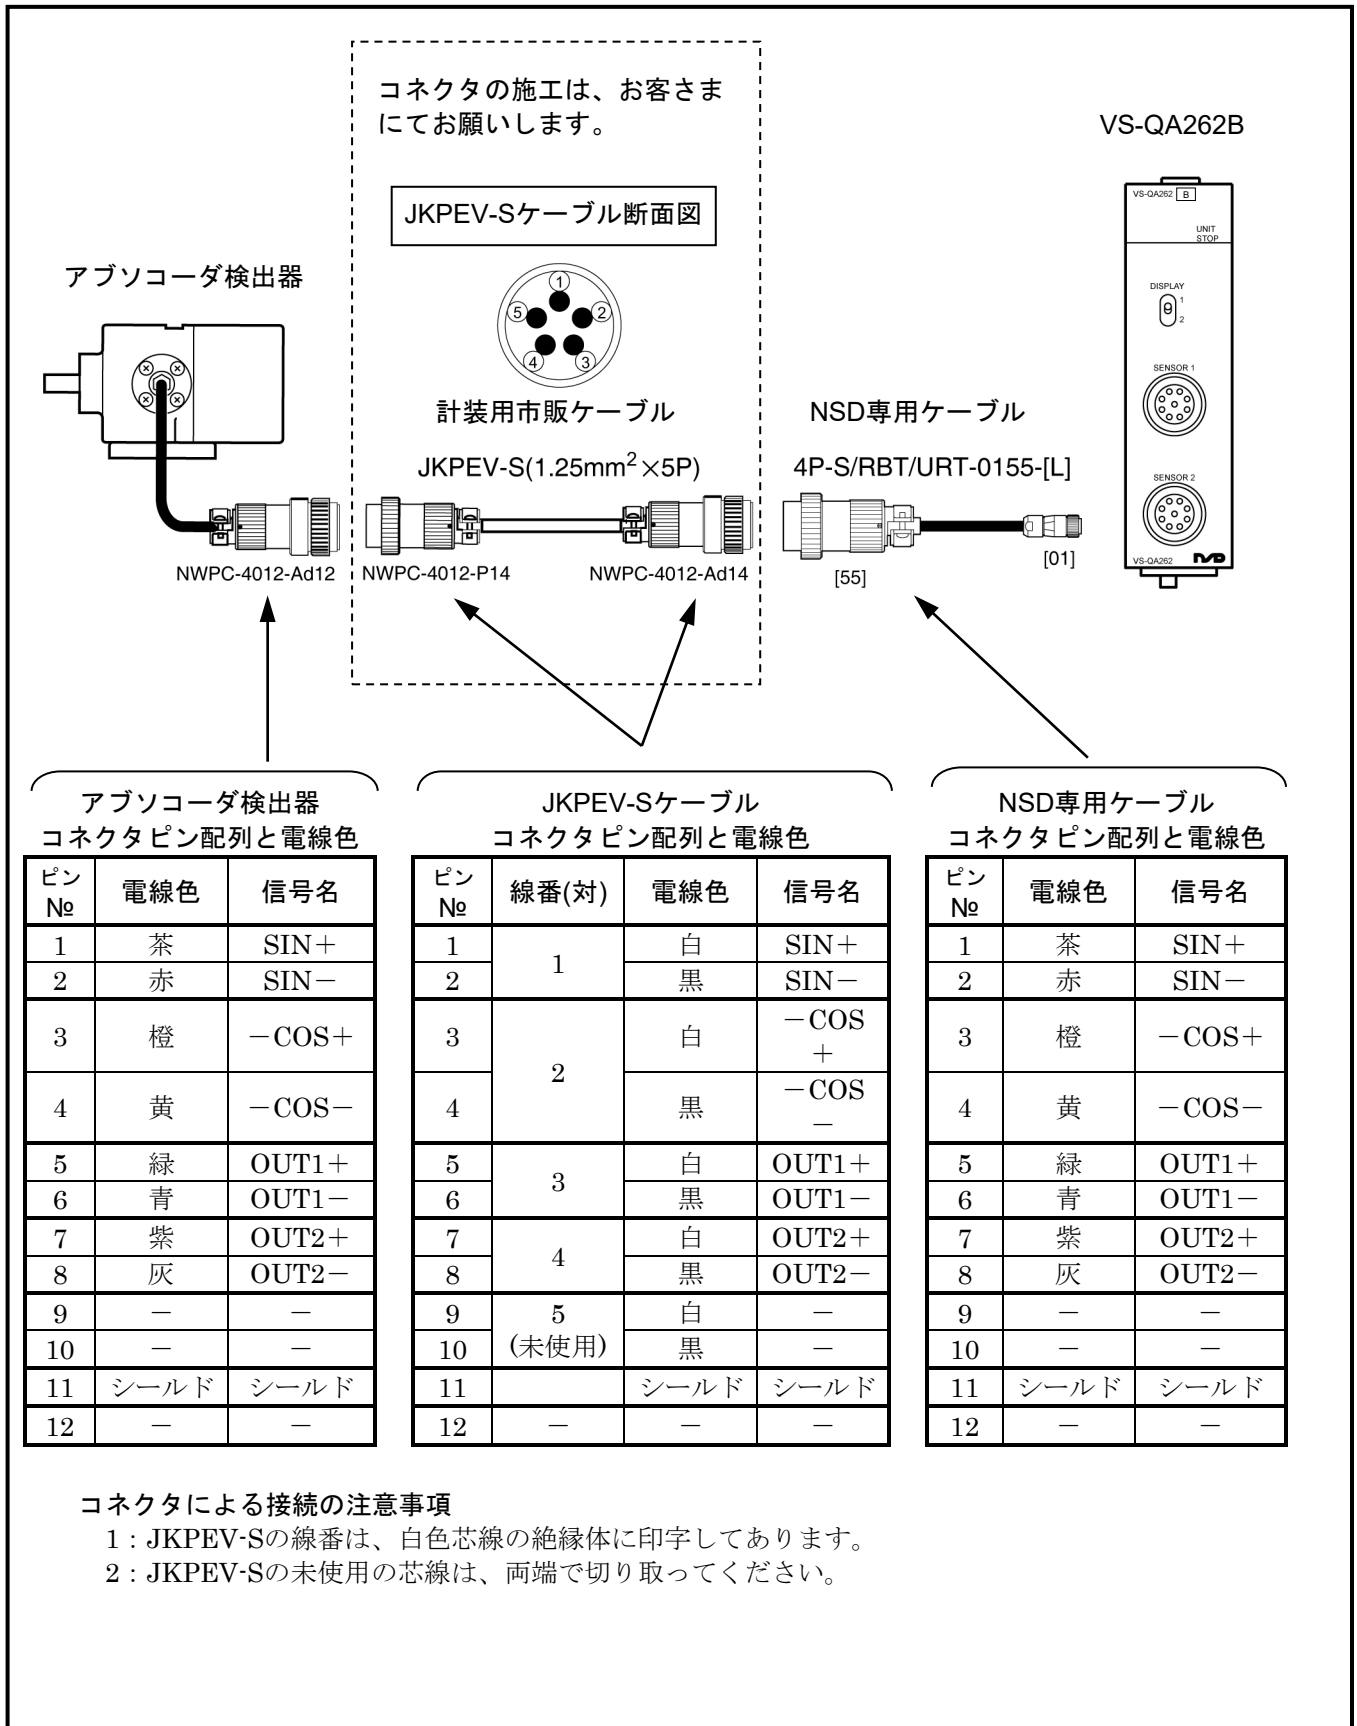 コネクタの施工は、お客さま
にてお願いします。
VS-QA262B
JKPEV-Sケーブル断面図
VS-QA262 B
UNIT
STOP
アブソコーダ検出器
1
5 2
4 3
DISPLAY
1
2
SENSOR 1
計装用市販ケーブル
NSD専用ケーブル
JKPEV-S(1.25mm²×5P)
4P-S/RBT/URT-0155-[L]
SENSOR 2
NWPC-4012-Ad12
NWPC-4012-P14
NWPC-4012-Ad14
[55]
[01]
VS-QA262 NSD
アブソコーダ検出器
コネクタピン配列と電線色
ピン№ 電線色 信号名
1 茶 SIN+
2 赤 SIN-
3 橙 -COS+
4 黄 -COS-
5 緑 OUT1+
6 青 OUT1-
7 紫 OUT2+
8 灰 OUT2-
9 - -
10 - -
11 シールド シールド
12 - -
JKPEV-Sケーブル
コネクタピン配列と電線色
ピン№ 線番(対) 電線色 信号名
1 1 白 SIN+
2 黒 SIN-
3 2 白 -COS+
4 黒 -COS-
5 3 白 OUT1+
6 黒 OUT1-
7 4 白 OUT2+
8 黒 OUT2-
9 5 白 -
10 (未使用) 黒 -
11 シールド シールド
12 - - -
NSD専用ケーブル
コネクタピン配列と電線色
ピン№ 電線色 信号名
1 茶 SIN+
2 赤 SIN-
3 橙 -COS+
4 黄 -COS-
5 緑 OUT1+
6 青 OUT1-
7 紫 OUT2+
8 灰 OUT2-
9 - -
10 - -
11 シールド シールド
12 - -
コネクタによる接続の注意事項
1：JKPEV-Sの線番は、白色芯線の絶縁体に印字してあります。
2：JKPEV-Sの未使用の芯線は、両端で切り取ってください。